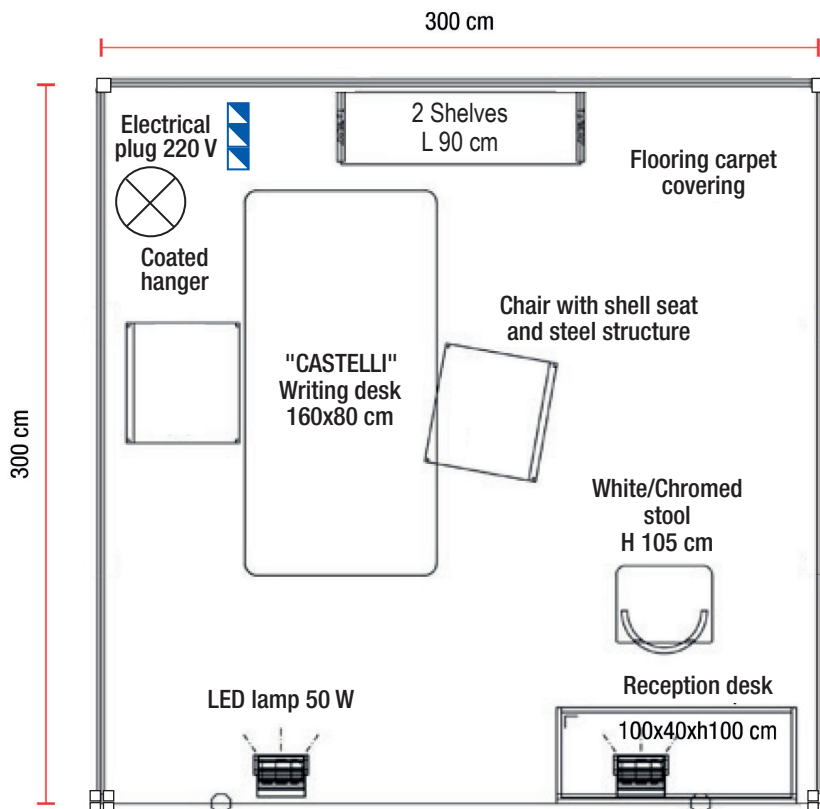 300 cm
Electrical
plug 220 V
2 Shelves
L 90 cm
Flooring carpet
covering
Coated
hanger
Chair with shell seat
and steel structure
"CASTELLI"
Writing desk
160x80 cm
300 cm
White/Chromed
stool
H 105 cm
LED lamp 50 W
Reception desk
100x40xh100 cm